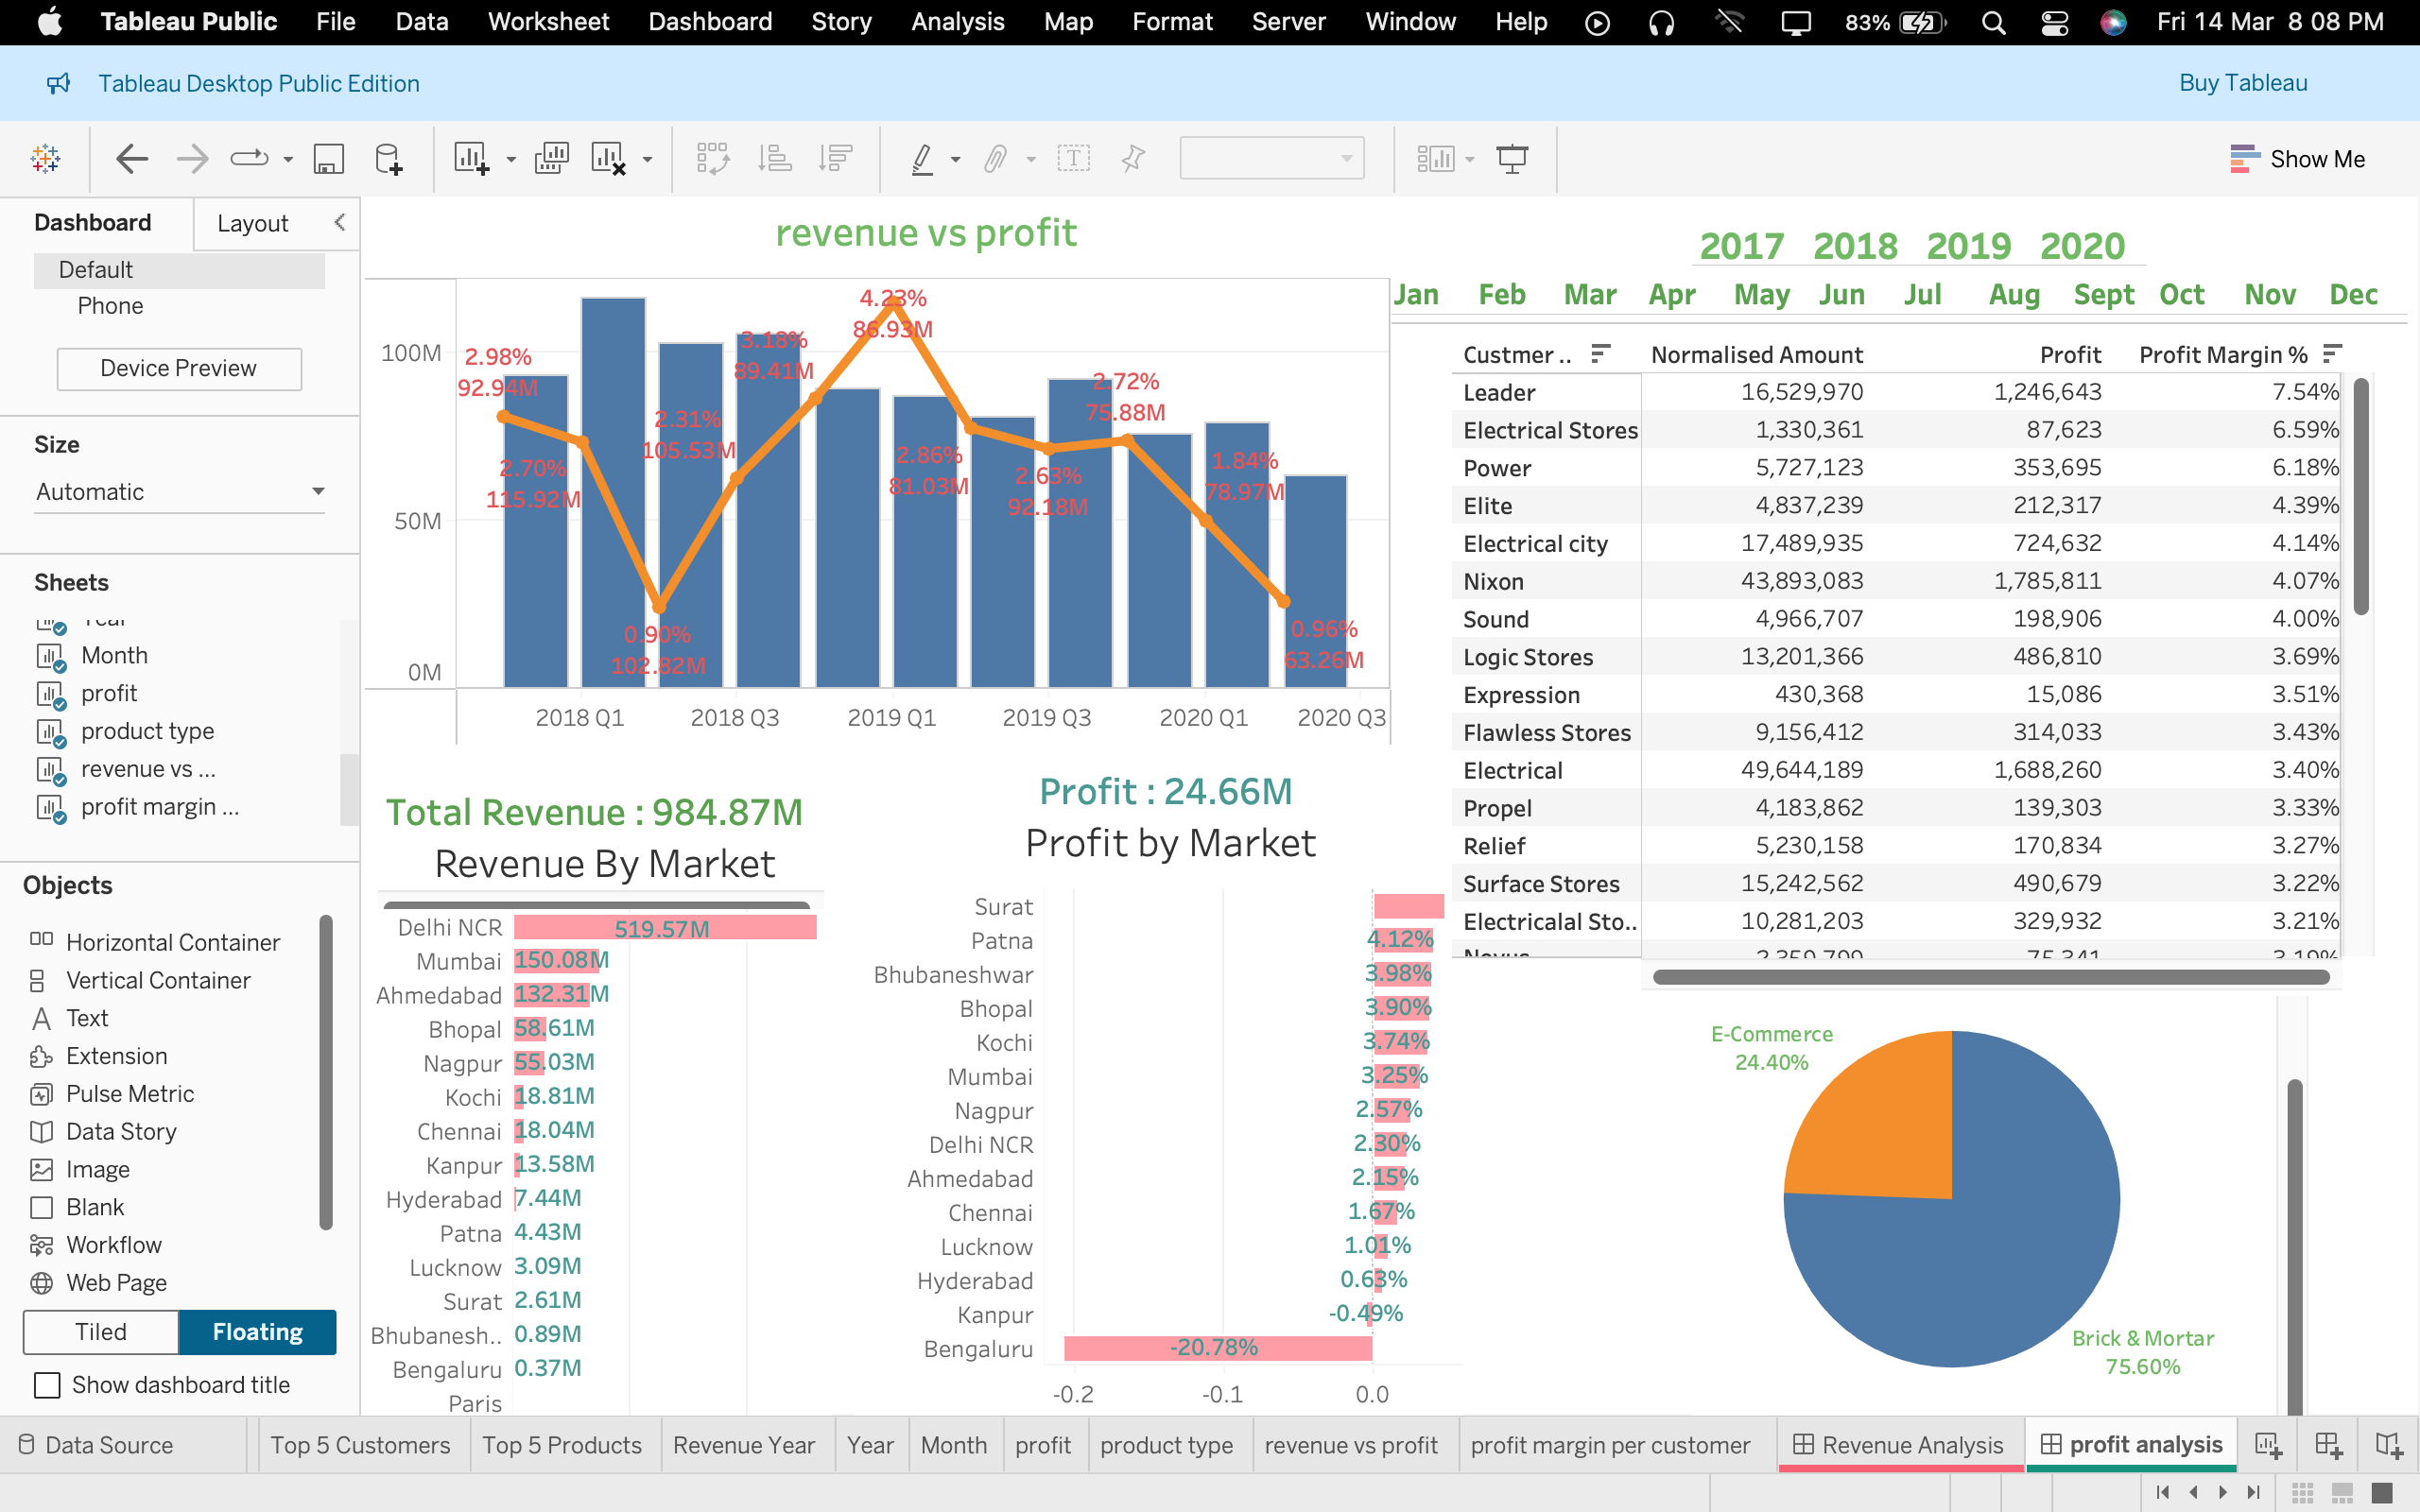 Tableau Public File Data Worksheet Dashboard Story Analysis Map Format Server Window Help 83% Fri 14 Mar 8 08 PM
Tableau Desktop Public Edition Buy Tableau
Show Me
Dashboard Layout
Default
Phone
Device Preview
Size
Automatic
Sheets
Year
Month
profit
product type
revenue vs ...
profit margin ...
Objects
Horizontal Container
Vertical Container
Text
Extension
Pulse Metric
Data Story
Image
Blank
Workflow
Web Page
Tiled Floating
Show dashboard title
revenue vs profit
100M
50M
0M
2.98%
92.94M
2.70%
115.92M
0.90%
102.82M
2.31%
105.53M
3.18%
89.41M
4.23%
86.93M
2.86%
81.03M
2.63%
92.18M
2.72%
75.88M
1.84%
78.97M
0.96%
63.26M
2018 Q1 2018 Q3 2019 Q1 2019 Q3 2020 Q1 2020 Q3
2017 2018 2019 2020
Jan Feb Mar Apr May Jun Jul Aug Sept Oct Nov Dec
Custmer .. Normalised Amount Profit Profit Margin %
Leader 16,529,970 1,246,643 7.54%
Electrical Stores 1,330,361 87,623 6.59%
Power 5,727,123 353,695 6.18%
Elite 4,837,239 212,317 4.39%
Electrical city 17,489,935 724,632 4.14%
Nixon 43,893,083 1,785,811 4.07%
Sound 4,966,707 198,906 4.00%
Logic Stores 13,201,366 486,810 3.69%
Expression 430,368 15,086 3.51%
Flawless Stores 9,156,412 314,033 3.43%
Electrical 49,644,189 1,688,260 3.40%
Propel 4,183,862 139,303 3.33%
Relief 5,230,158 170,834 3.27%
Surface Stores 15,242,562 490,679 3.22%
Electricalal Sto.. 10,281,203 329,932 3.21%
Total Revenue : 984.87M
Revenue By Market
Delhi NCR 519.57M
Mumbai 150.08M
Ahmedabad 132.31M
Bhopal 58.61M
Nagpur 55.03M
Kochi 18.81M
Chennai 18.04M
Kanpur 13.58M
Hyderabad 7.44M
Patna 4.43M
Lucknow 3.09M
Surat 2.61M
Bhubanesh.. 0.89M
Bengaluru 0.37M
Paris
Profit : 24.66M
Profit by Market
Surat
Patna 4.12%
Bhubaneshwar 3.98%
Bhopal 3.90%
Kochi 3.74%
Mumbai 3.25%
Nagpur 2.57%
Delhi NCR 2.30%
Ahmedabad 2.15%
Chennai 1.67%
Lucknow 1.01%
Hyderabad 0.63%
Kanpur -0.49%
Bengaluru -20.78%
-0.2 -0.1 0.0
E-Commerce
24.40%
Brick & Mortar
75.60%
Data Source Top 5 Customers Top 5 Products Revenue Year Year Month profit product type revenue vs profit profit margin per customer Revenue Analysis profit analysis